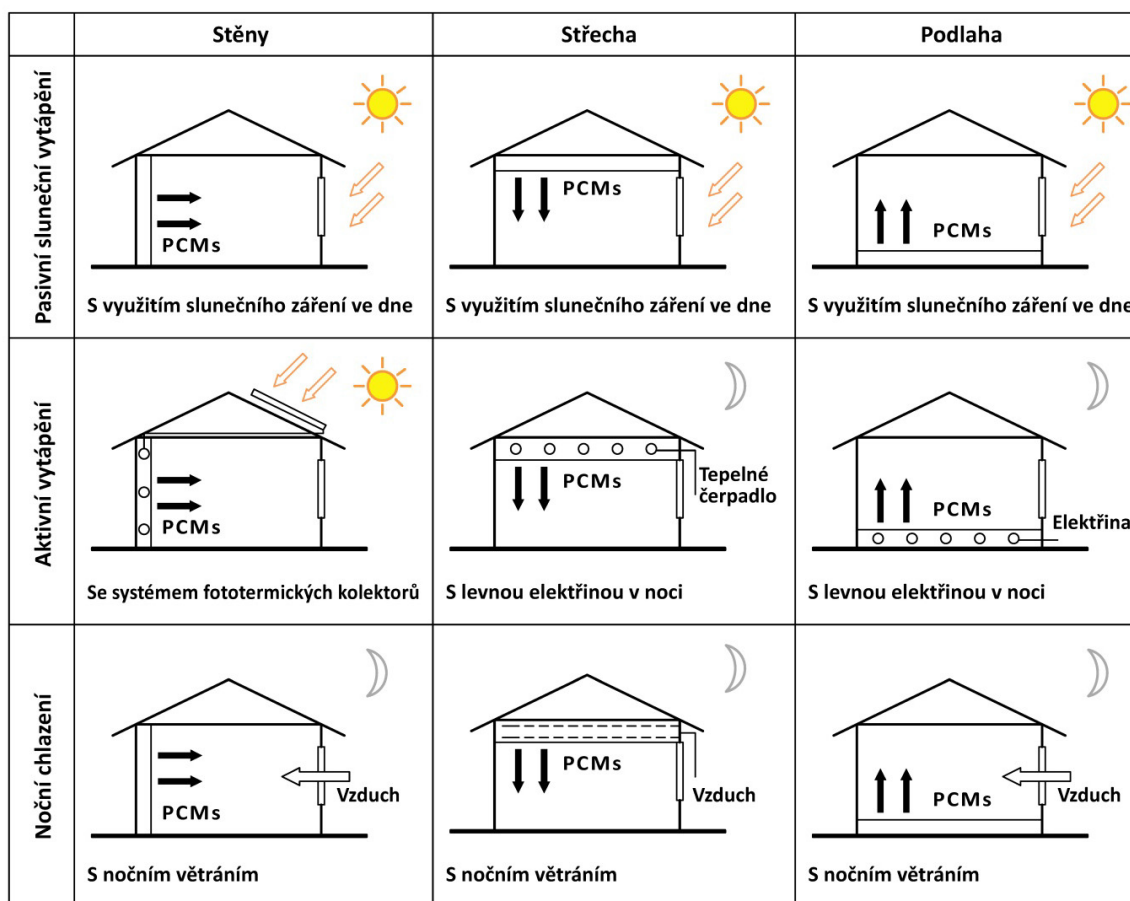 Stěny
Střecha
Podlaha
Pasivní sluneční vytápění
PCMs
S využitím slunečního záření ve dne
PCMs
S využitím slunečního záření ve dne
PCMs
S využitím slunečního záření ve dne
Aktivní vytápění
PCMs
Se systémem fototermických kolektorů
PCMs
Tepelné
čerpadlo
S levnou elektřinou v noci
PCMs
Elektřina
S levnou elektřinou v noci
Noční chlazení
PCMs
Vzduch
S nočním větráním
PCMs
Vzduch
S nočním větráním
PCMs
Vzduch
S nočním větráním